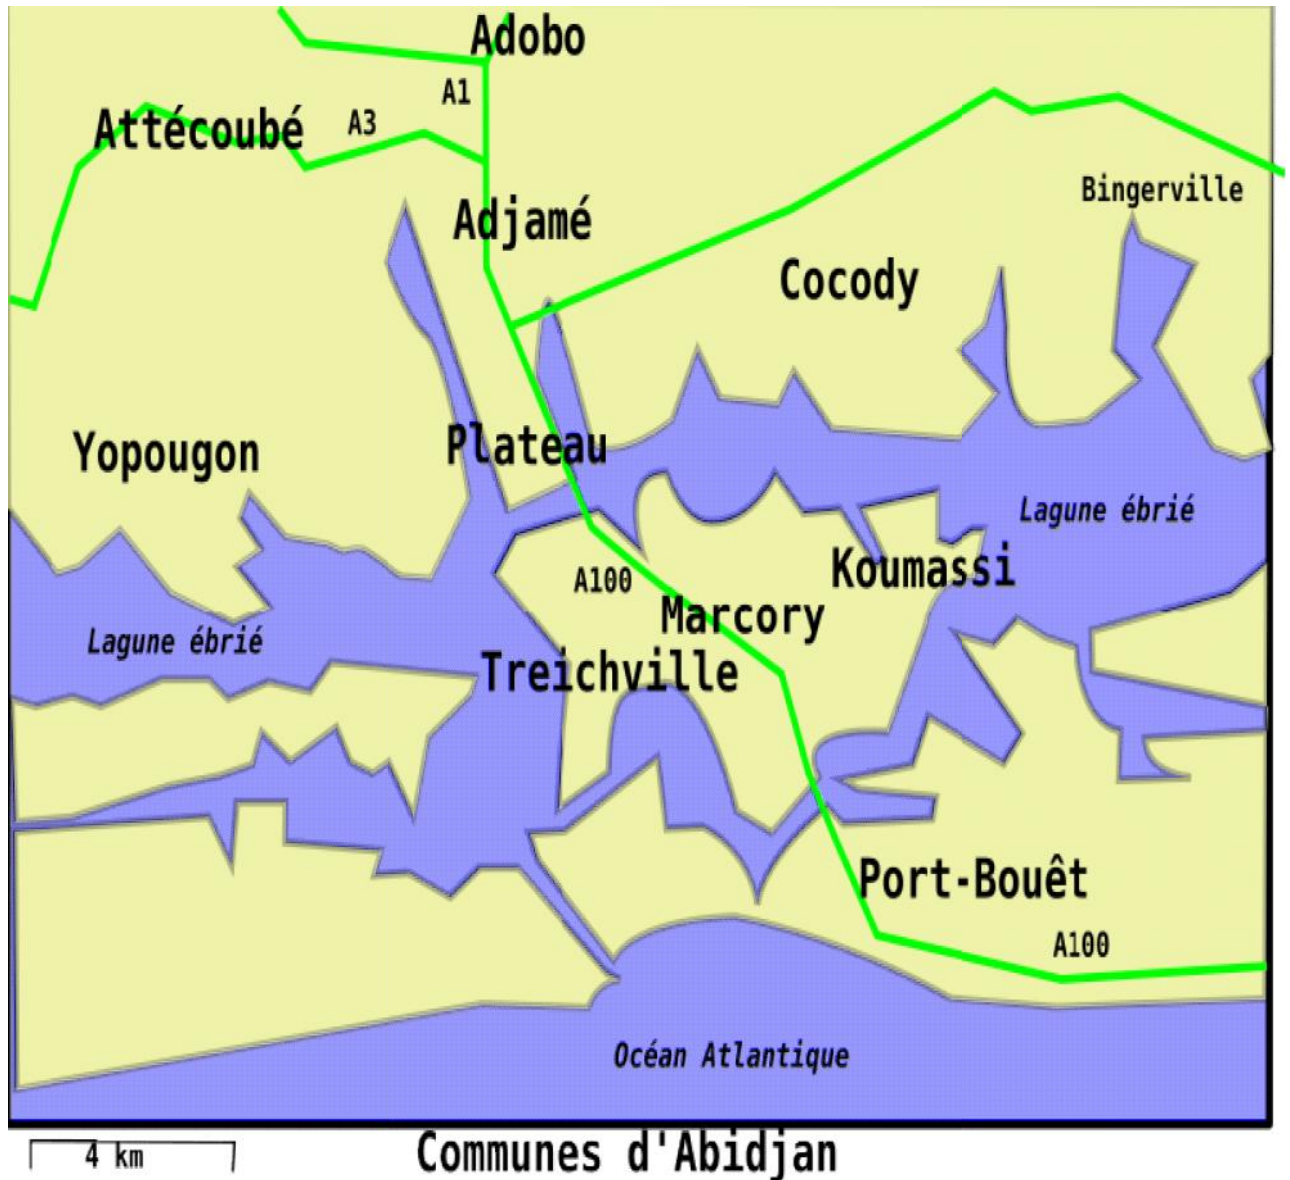 Adobo
A1
A3
Attécoubé
Bingerville
Adjamé
Cocody
Plateau
Yopougon
Lagune ébrié
Koumassi
A100
Marcory
Lagune ébrié
Treichville
Port-Bouêt
A100
Océan Atlantique
4 km
Communes d'Abidjan